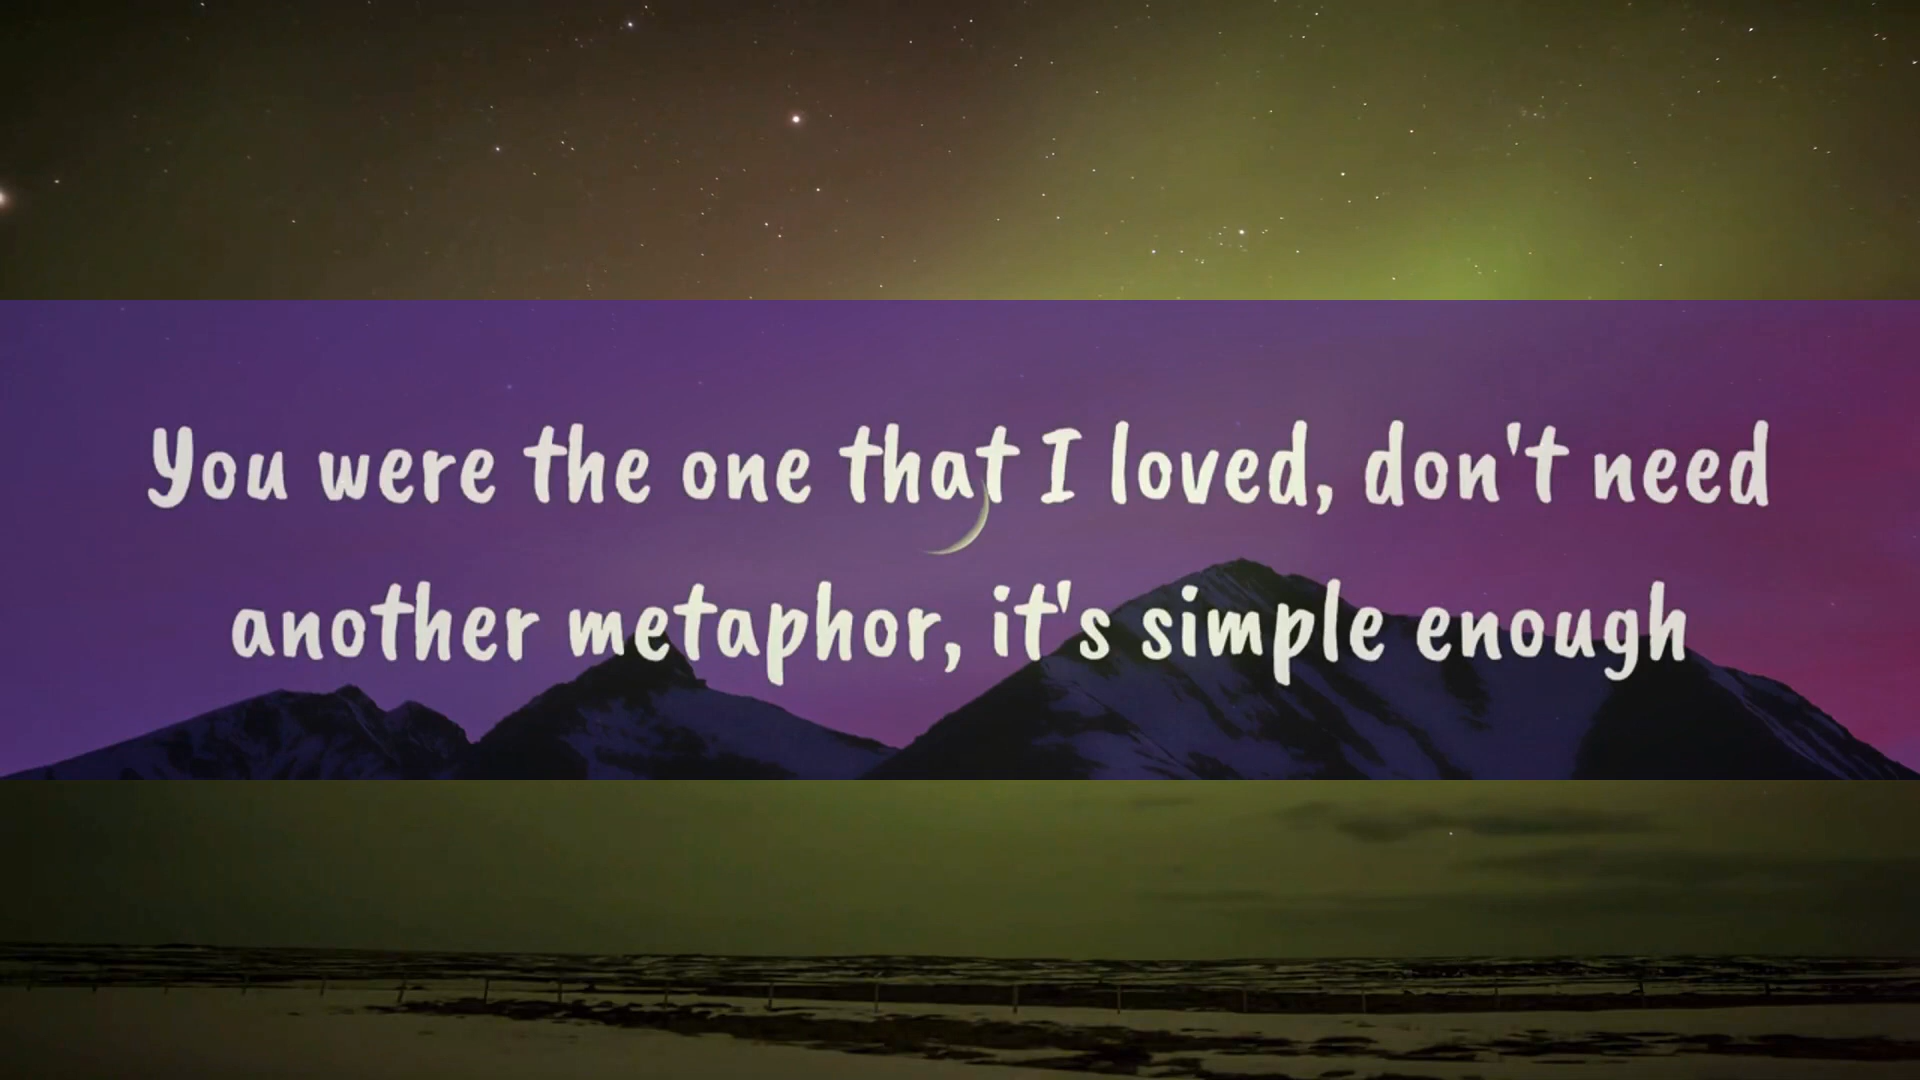 You were the one that I loved, don't need
another metaphor, it's simple enough